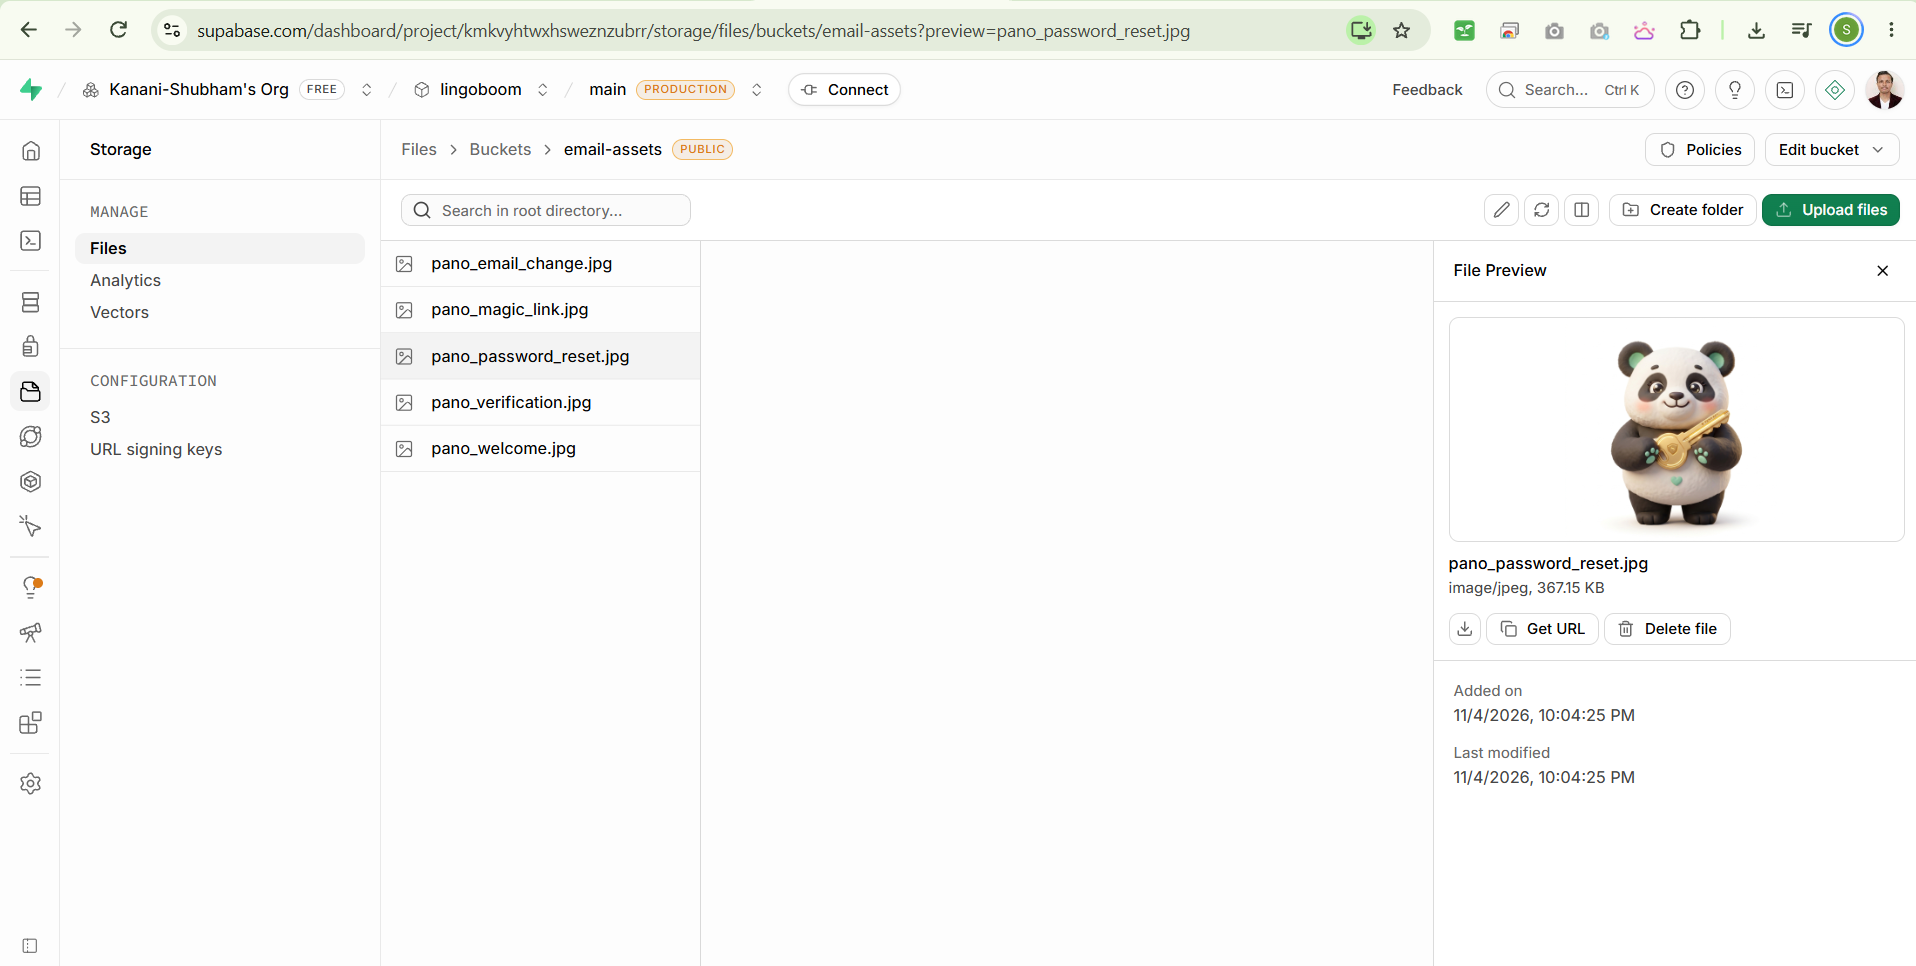 supabase.com/dashboard/project/kmkvyhtwxhsweznzubrr/storage/files/buckets/email-assets?preview=pano_password_reset.jpg
S
Kanani-Shubham's Org FREE / lingoboom / main PRODUCTION Connect
Feedback Search... Ctrl K
Storage
Files > Buckets > email-assets PUBLIC
Policies Edit bucket
MANAGE
Files
Analytics
Vectors
CONFIGURATION
S3
URL signing keys
Search in root directory...
Create folder Upload files
pano_email_change.jpg
pano_magic_link.jpg
pano_password_reset.jpg
pano_verification.jpg
pano_welcome.jpg
File Preview
pano_password_reset.jpg
image/jpeg, 367.15 KB
Get URL Delete file
Added on
11/4/2026, 10:04:25 PM
Last modified
11/4/2026, 10:04:25 PM